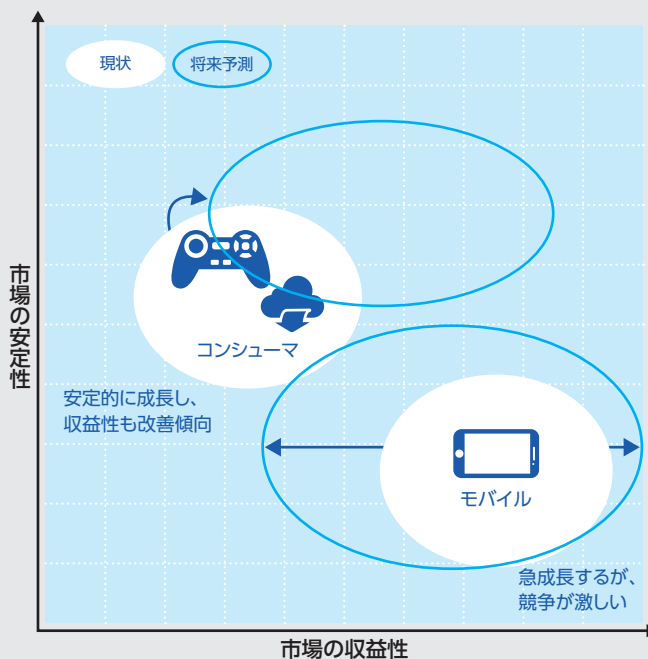 現状
将来予測
市場の安定性
コンシューマ
安定的に成長し、
収益性も改善傾向
モバイル
急成長するが、
競争が激しい
市場の収益性